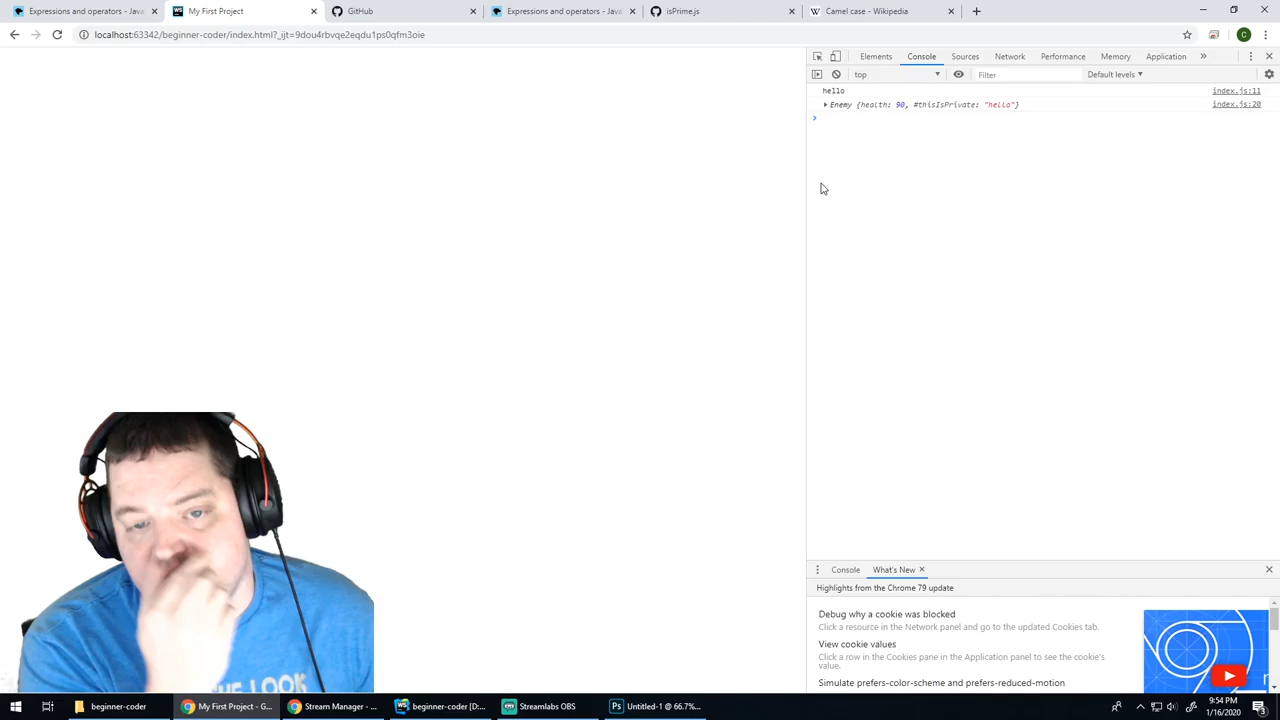 Expressions and operators - Java
My First Project
GitHub
Expressions and operators - Java
isPrime.js
W Camel case - Wikipedia
C
localhost:63342/beginner-coder/index.html?_ijt=9dou4rbvqe2eqdu1ps0qfm3oie
Elements Console Sources Network Performance Memory Application
top Filter Default levels
hello index.js:11
Enemy {health: 90, #thisIsPrivate: "hello"} index.js:20
Console What's New
Highlights from the Chrome 79 update
Debug why a cookie was blocked
Click a resource in the Network panel and go to the updated Cookies tab.
View cookie values
Click a row in the Cookies pane in the Application panel to see the cookie's
value.
Simulate prefers-color-scheme and prefers-reduced-motion
THE LOOK
beginner-coder
My First Project - G...
Stream Manager - ...
beginner-coder [D:...
Streamlabs OBS
Untitled-1 @ 66.7%...
9:54 PM
1/16/2020